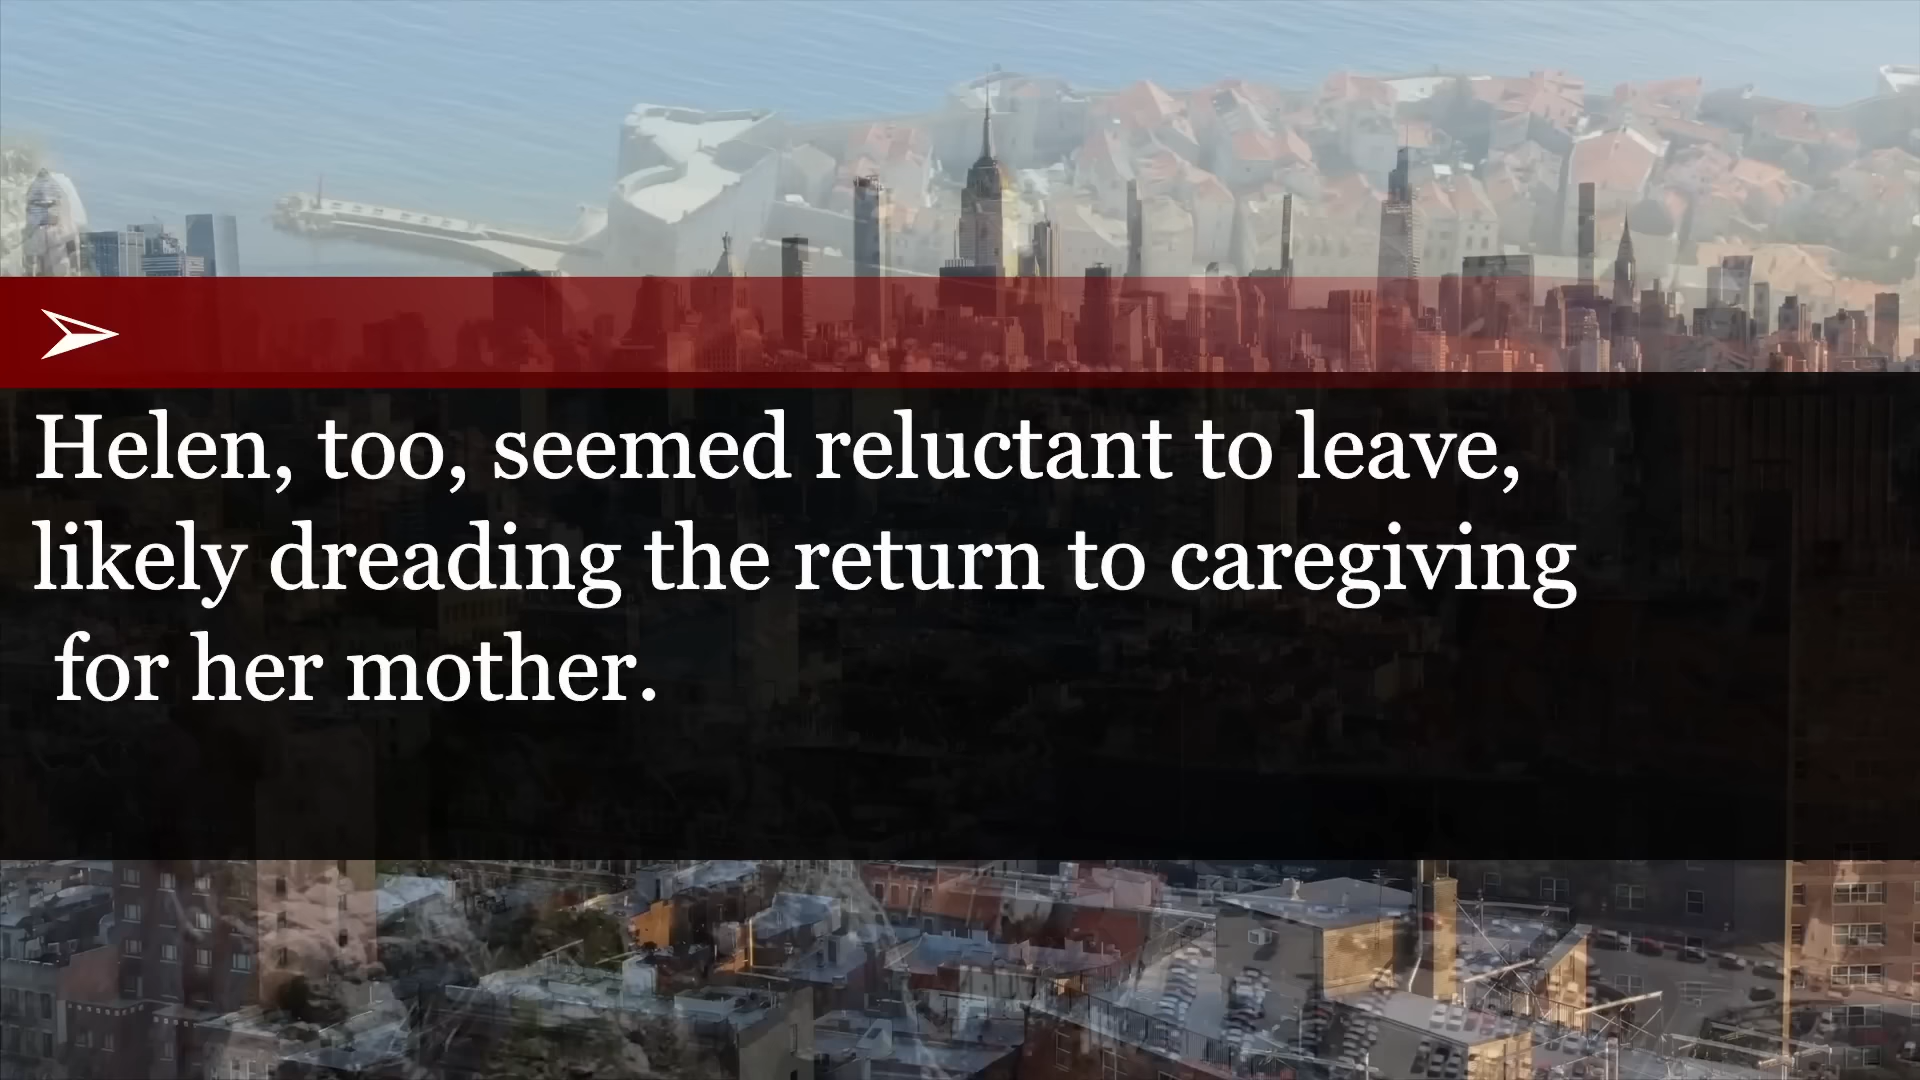 Helen, too, seemed reluctant to leave,
likely dreading the return to caregiving
for her mother.